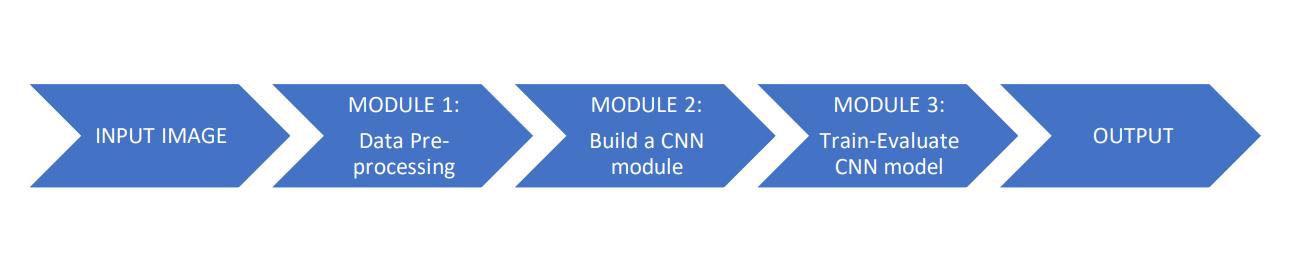 INPUT IMAGE
MODULE 1:
Data Pre-
processing
MODULE 2:
Build a CNN
module
MODULE 3:
Train-Evaluate
CNN model
OUTPUT